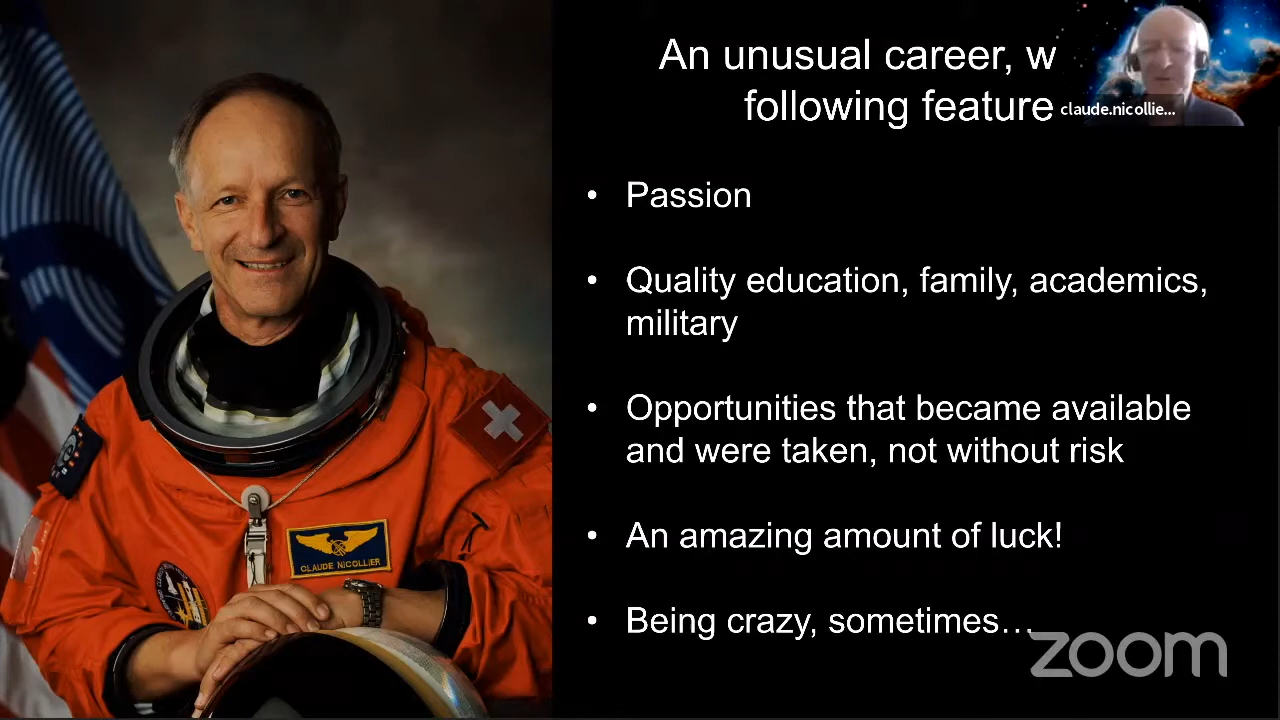 An unusual career, w
following feature
claude.nicollie...
• Passion
• Quality education, family, academics,
military
• Opportunities that became available
and were taken, not without risk
• An amazing amount of luck!
• Being crazy, sometimes…
zoom
CLAUDE NICOLLIER